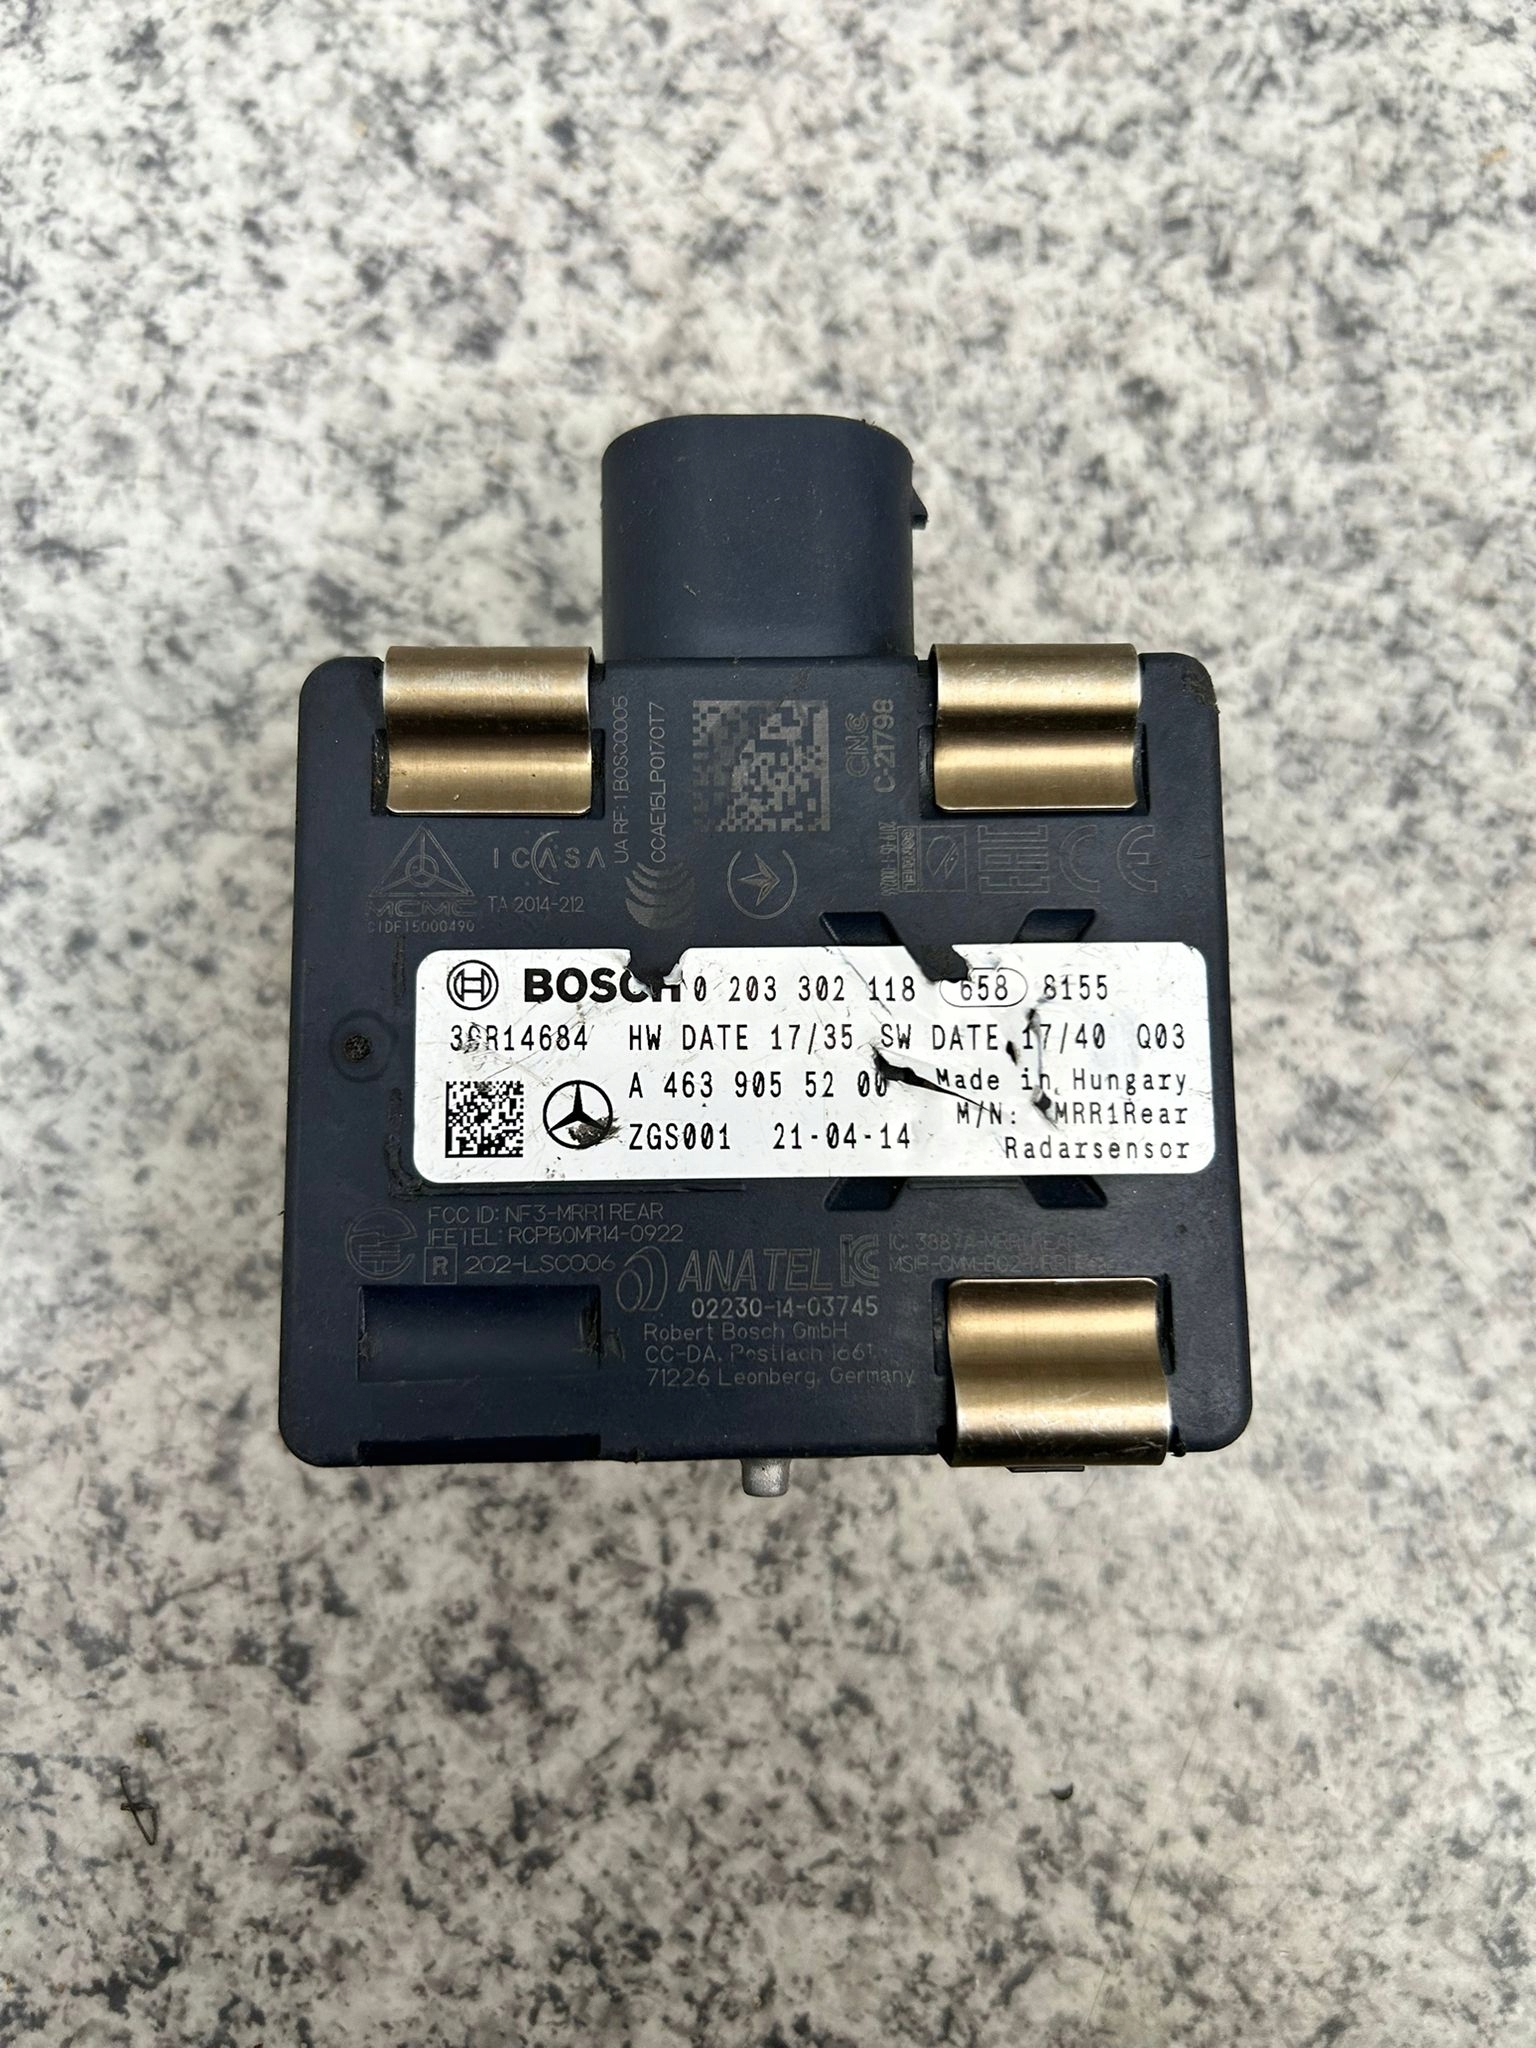 UA RF: 1BOSC0005
CCAE15LP0170T7
CNC
C-21798
ICASA
TA 2014-212
MCMC
CIDF15000490
EAC
CE
BOSCH 0 203 302 118 658 8155
HW DATE 17/35 SW DATE 17/40 Q03
A 463 905 52 00 Made in Hungary
M/N: MRR1Rear
ZGS001 21-04-14 Radarsensor
FCC ID: NF3-MRR1REAR
IFETEL: RCPBOMR14-0922
R 202-LSC006
ANATEL
02230-14-03745
Robert Bosch GmbH
CC-DA, Postfach 1661
71226 Leonberg, Germany